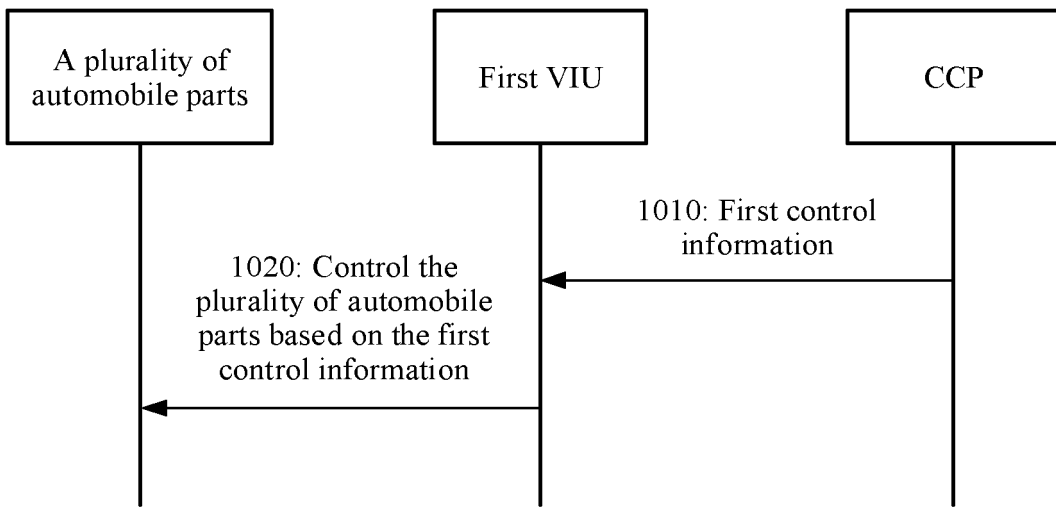 A plurality of
automobile parts
First VIU
CCP
1010: First control
information
1020: Control the
plurality of automobile
parts based on the first
control information